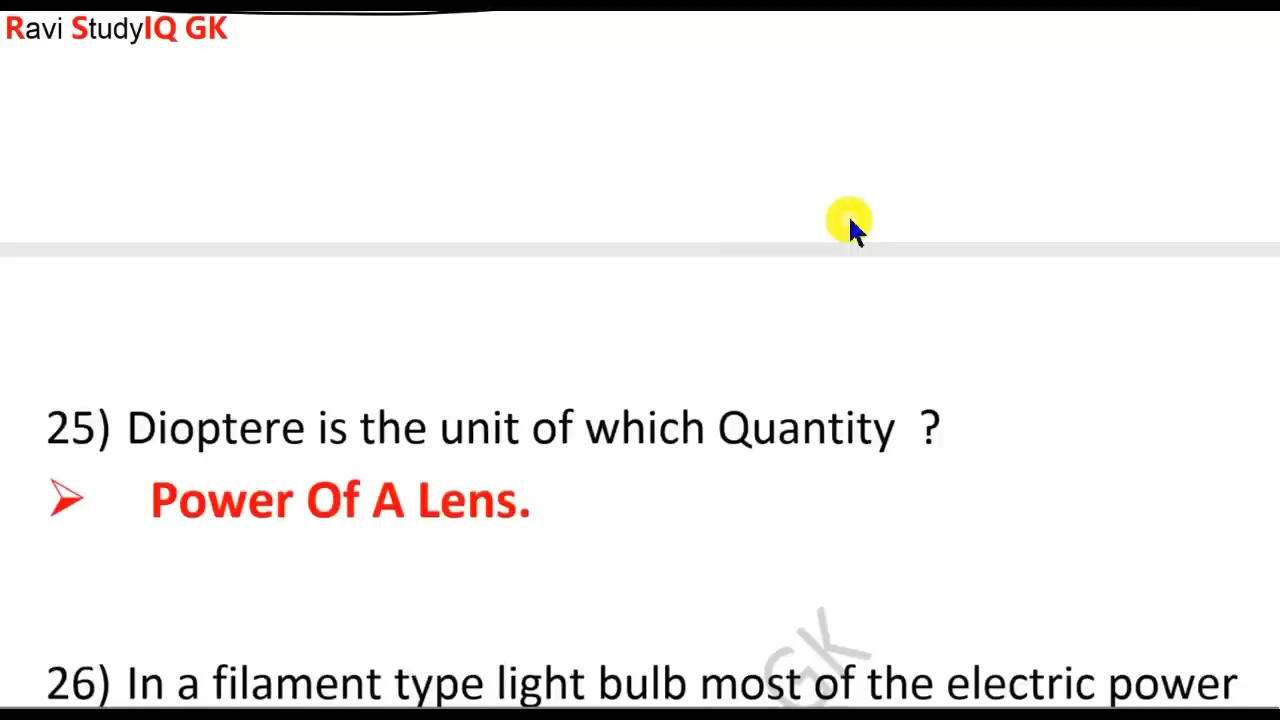 Ravi StudyIQ GK
25) Dioptere is the unit of which Quantity ?
➢ Power Of A Lens.
GK
26) In a filament type light bulb most of the electric power